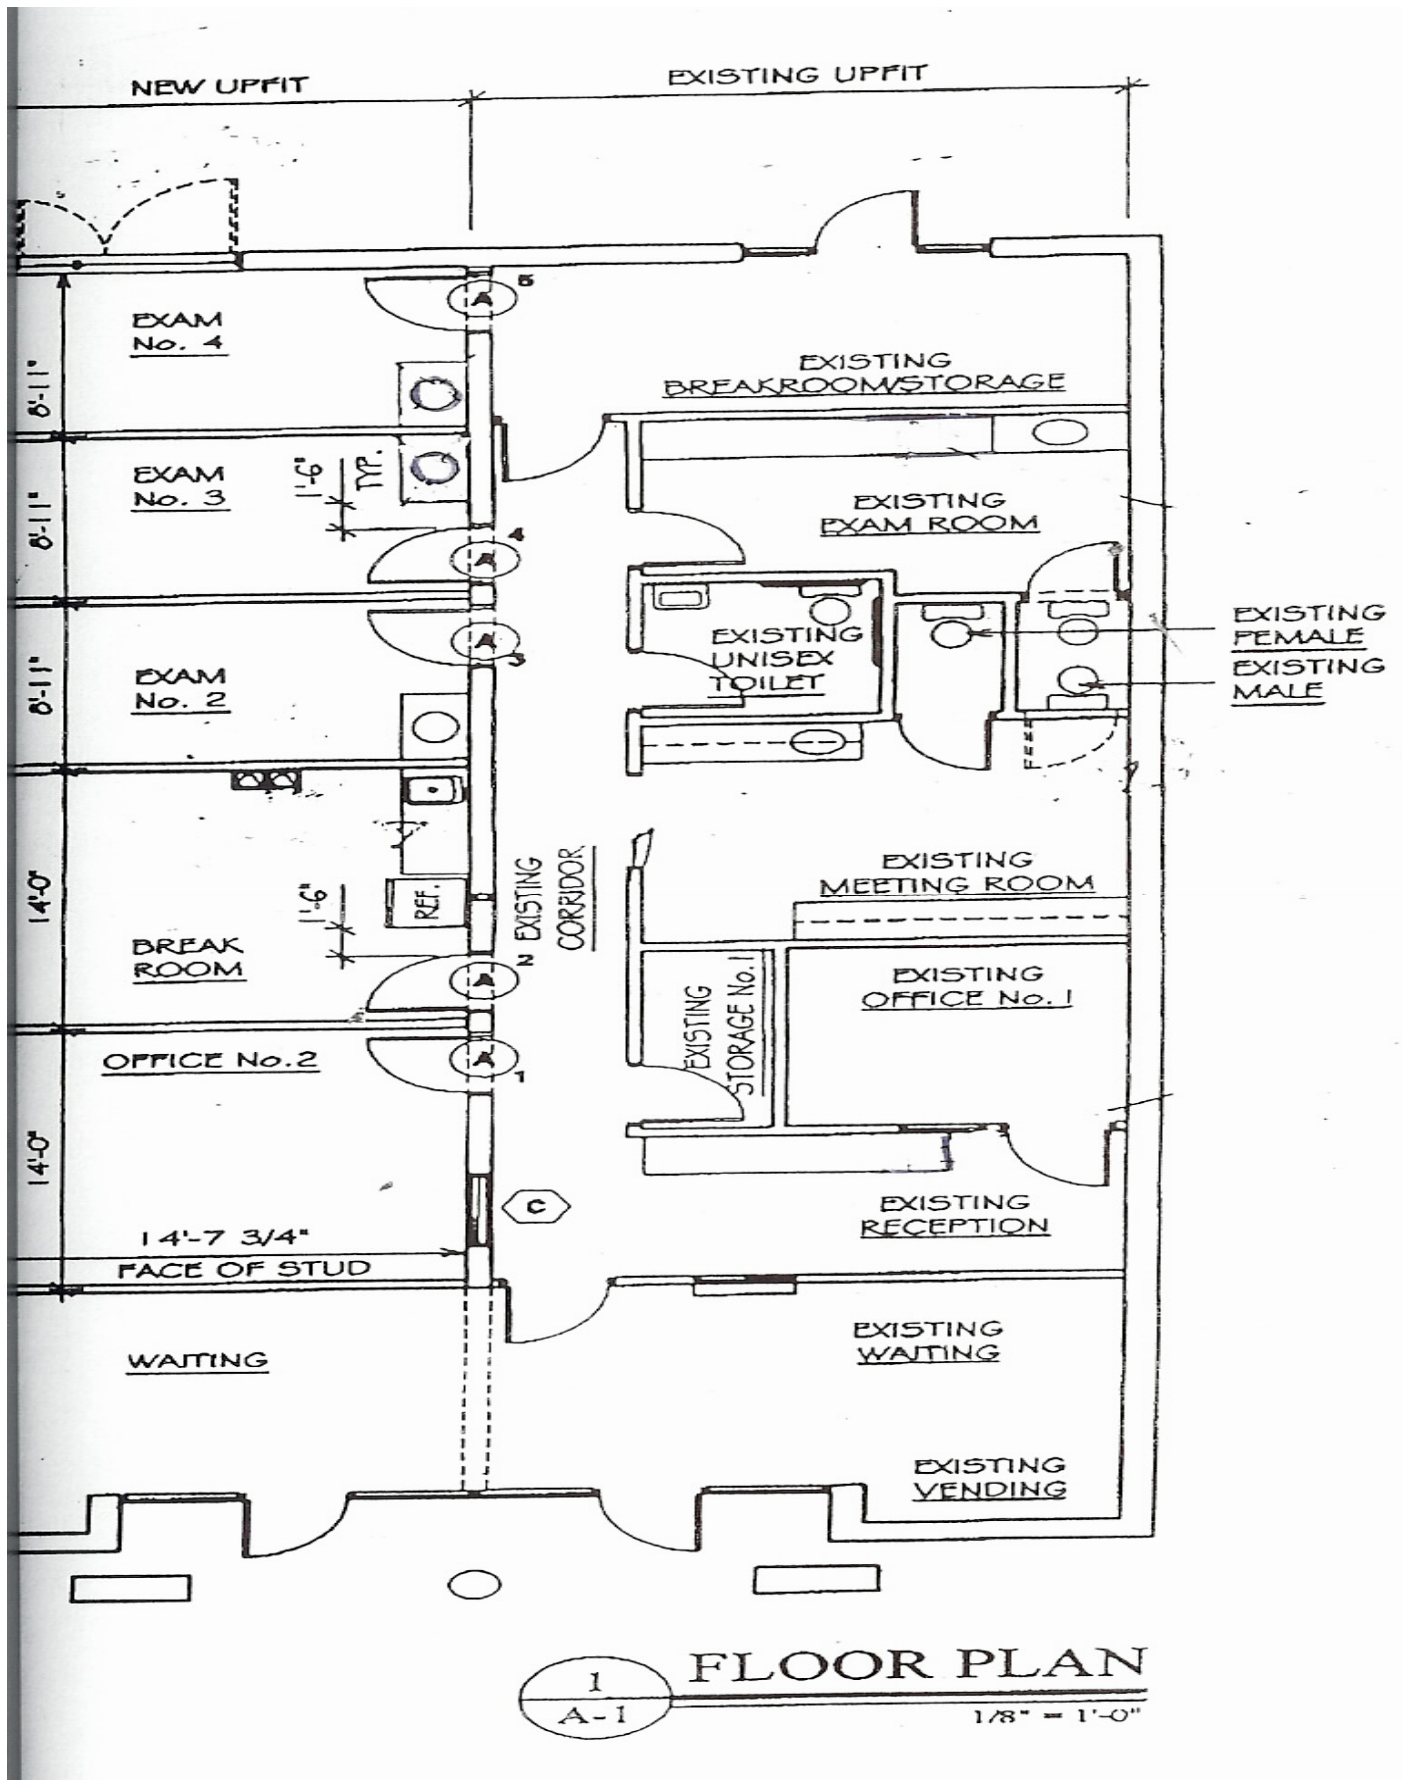 NEW UPFIT
EXISTING UPFIT
EXAM
No. 4
8'-11"
A
5
EXISTING
BREAKROOM/STORAGE
EXAM
No. 3
8'-11"
1'-6"
TYP.
A
4
EXISTING
EXAM ROOM
EXAM
No. 2
8'-11"
A
3
EXISTING
UNISEX
TOILET
EXISTING
FEMALE
EXISTING
MALE
BREAK
ROOM
14'-0"
1'-6"
REF.
A
2
EXISTING
CORRIDOR
EXISTING
MEETING ROOM
EXISTING
STORAGE No. 1
EXISTING
OFFICE No. 1
OFFICE No. 2
14'-0"
A
1
C
14'-7 3/4"
FACE OF STUD
EXISTING
RECEPTION
WAITING
EXISTING
WAITING
EXISTING
VENDING
1
A-1
FLOOR PLAN
1/8" = 1'-0"